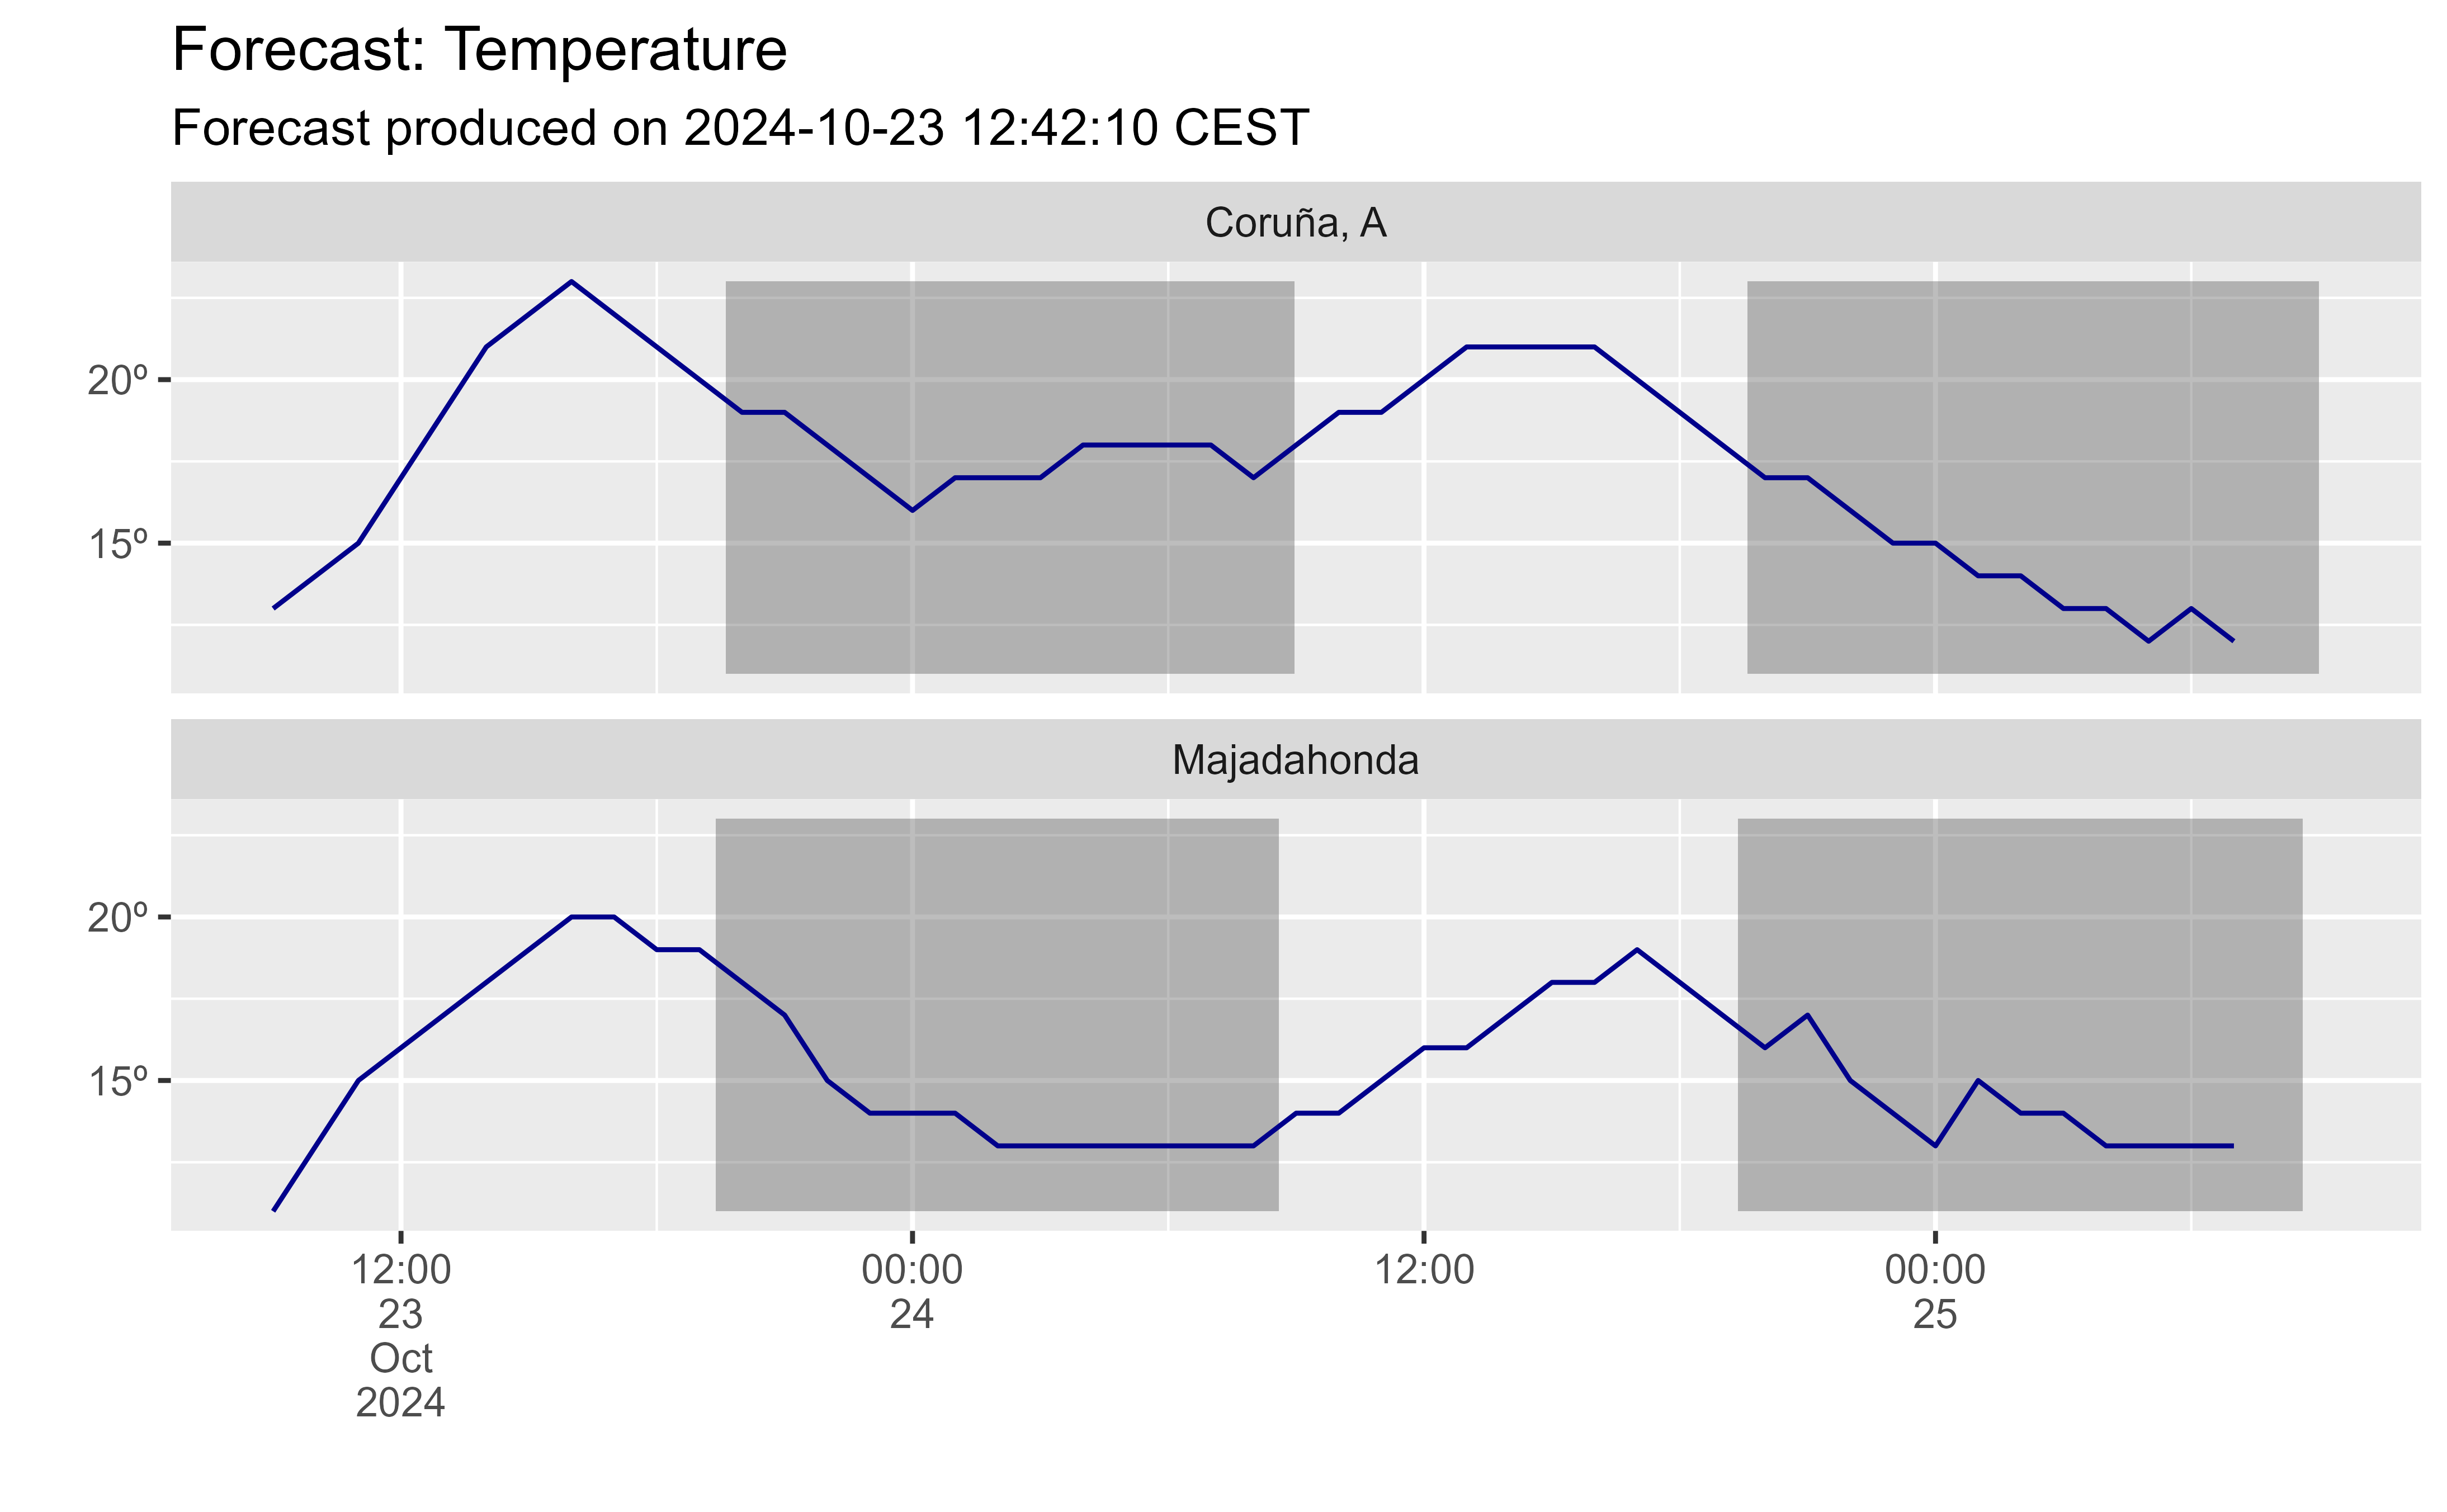 Forecast: Temperature
Forecast produced on 2024-10-23 12:42:10 CEST
Coruña, A
20º
15º
Majadahonda
20º
15º
12:00 00:00 12:00 00:00
23 24 25
Oct
2024